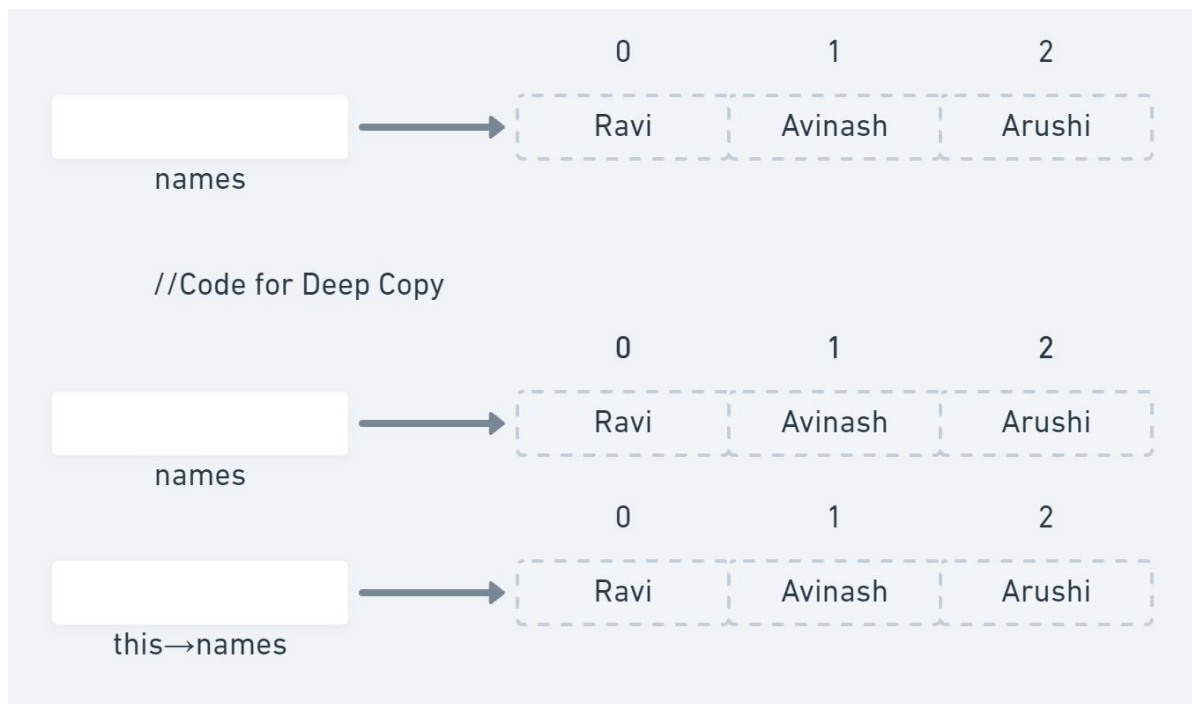 0 1 2
Ravi Avinash Arushi
names
//Code for Deep Copy
0 1 2
Ravi Avinash Arushi
names
0 1 2
Ravi Avinash Arushi
this→names